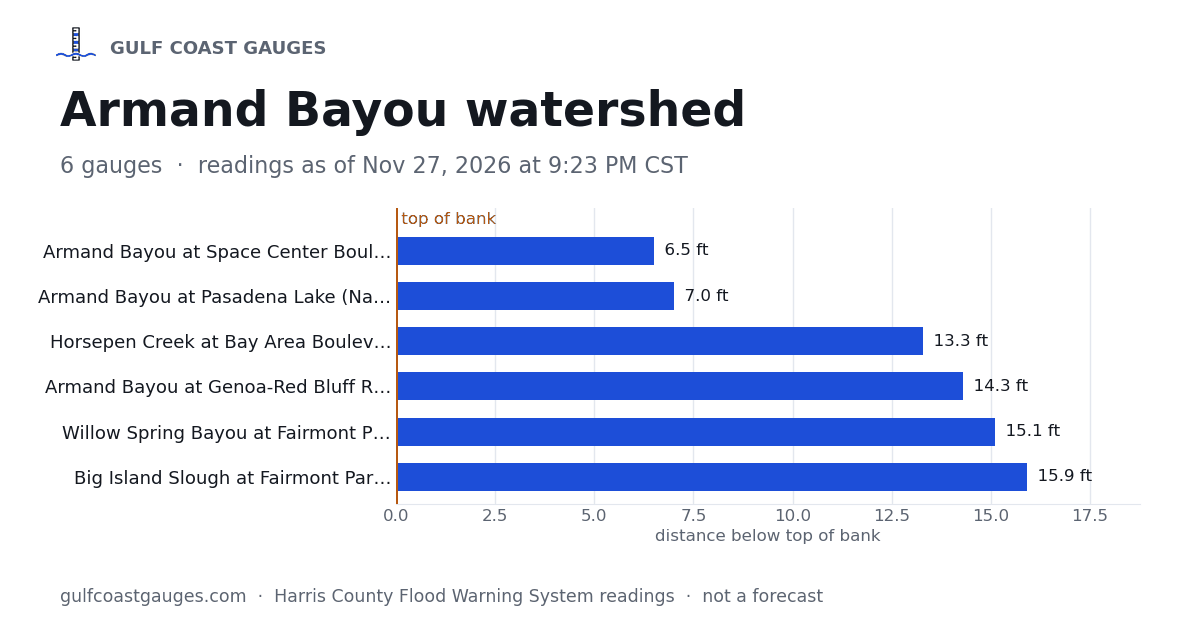 GULF COAST GAUGES
Armand Bayou watershed
6 gauges · readings as of Nov 27, 2026 at 9:23 PM CST
top of bank
Armand Bayou at Space Center Boul… 6.5 ft
Armand Bayou at Pasadena Lake (Na… 7.0 ft
Horsepen Creek at Bay Area Boulev… 13.3 ft
Armand Bayou at Genoa-Red Bluff R… 14.3 ft
Willow Spring Bayou at Fairmont P… 15.1 ft
Big Island Slough at Fairmont Par… 15.9 ft
0.0 2.5 5.0 7.5 10.0 12.5 15.0 17.5
distance below top of bank
gulfcoastgauges.com · Harris County Flood Warning System readings · not a forecast